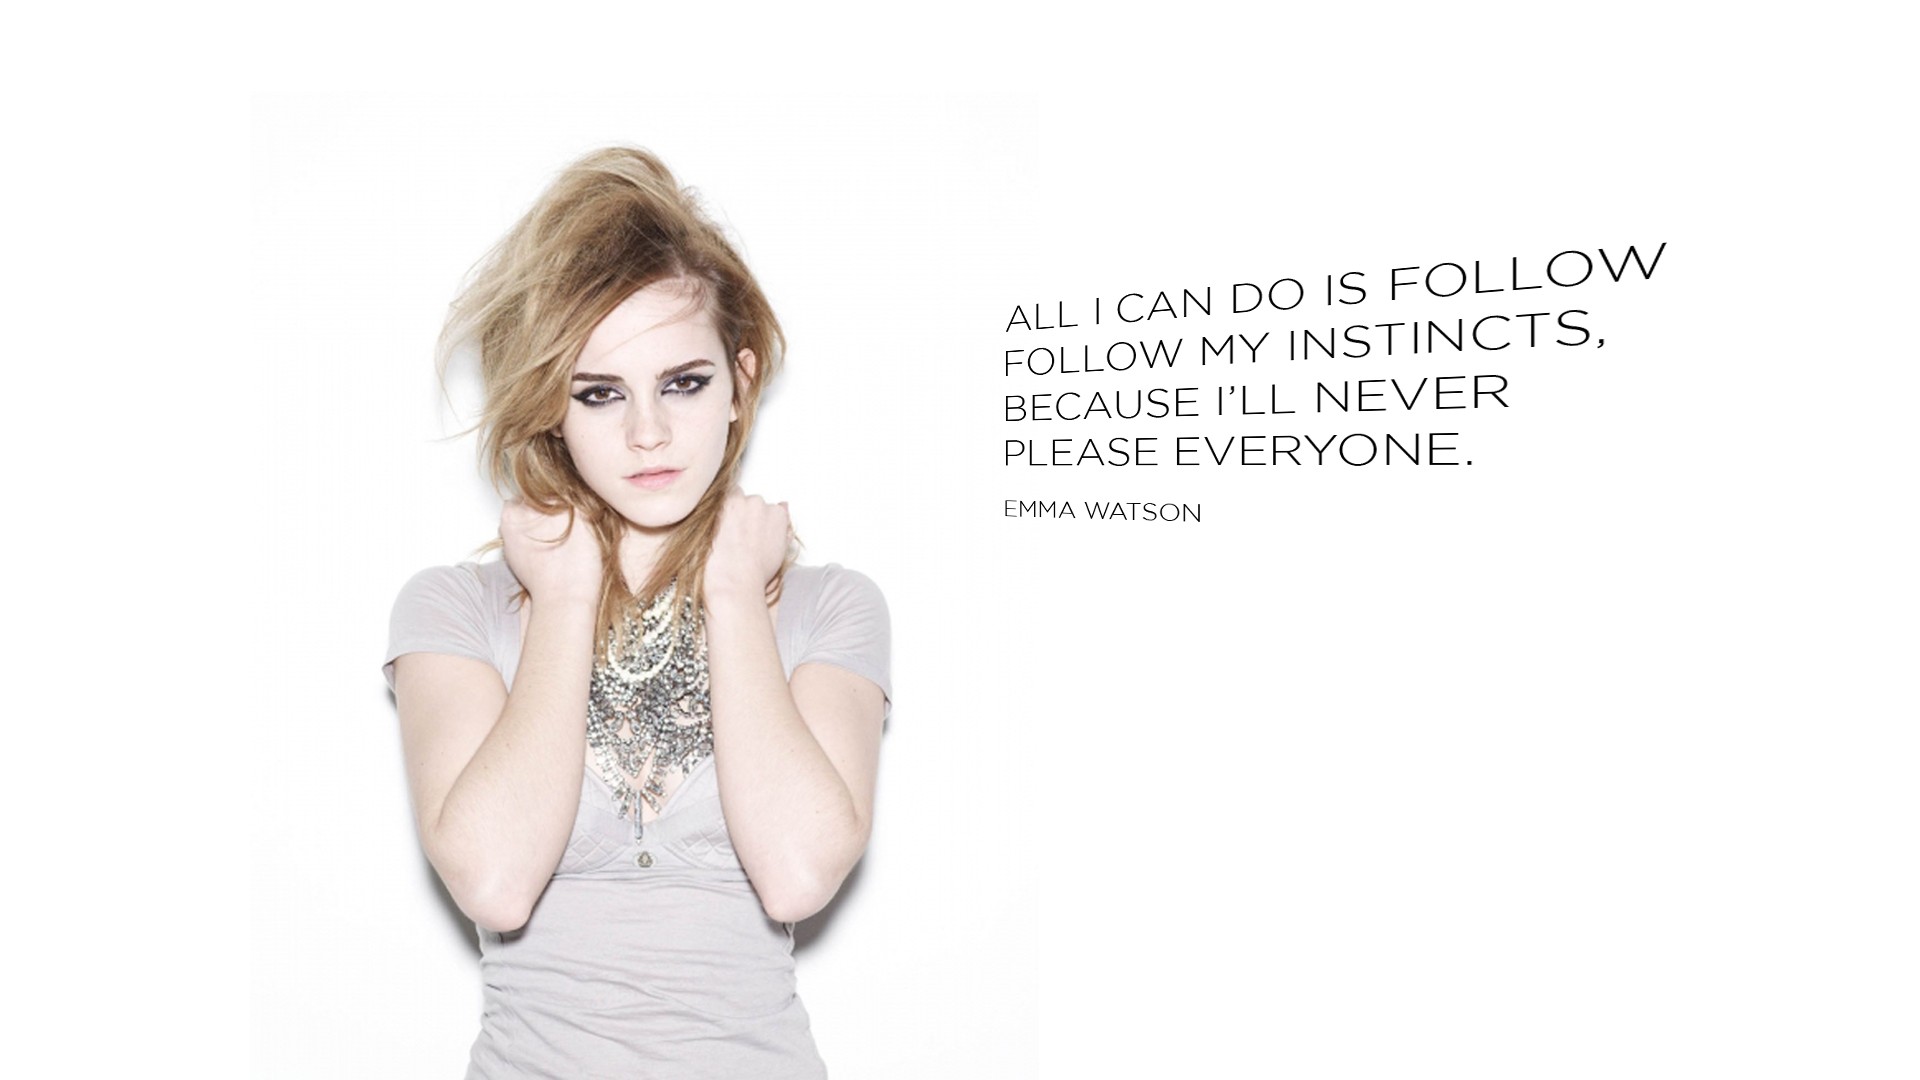 ALL I CAN DO IS FOLLOW
FOLLOW MY INSTINCTS,
BECAUSE I'LL NEVER
PLEASE EVERYONE.
EMMA WATSON